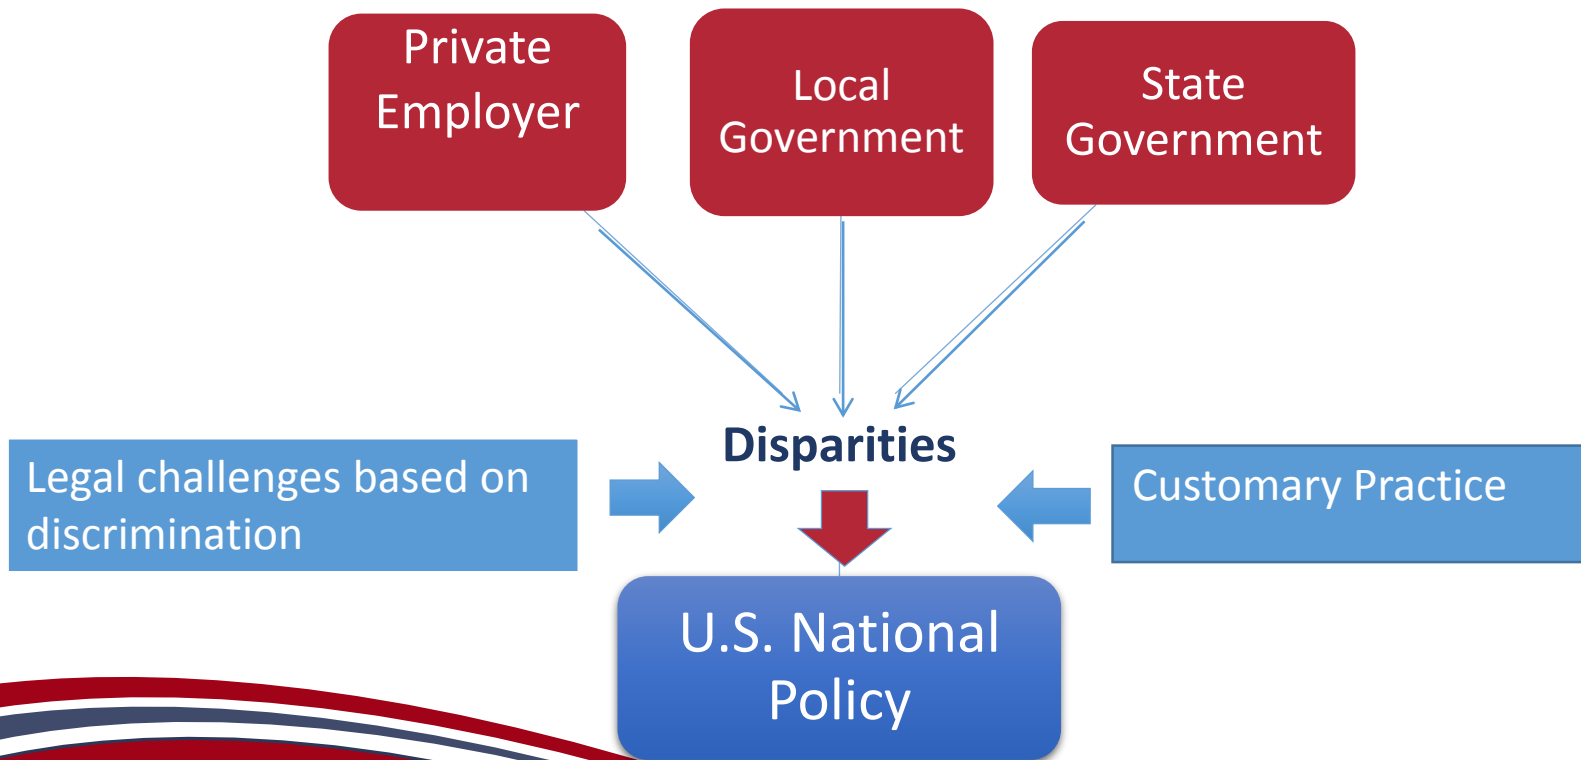 Private
Employer
Local
Government
State
Government
Disparities
Legal challenges based on
discrimination
Customary Practice
U.S. National
Policy